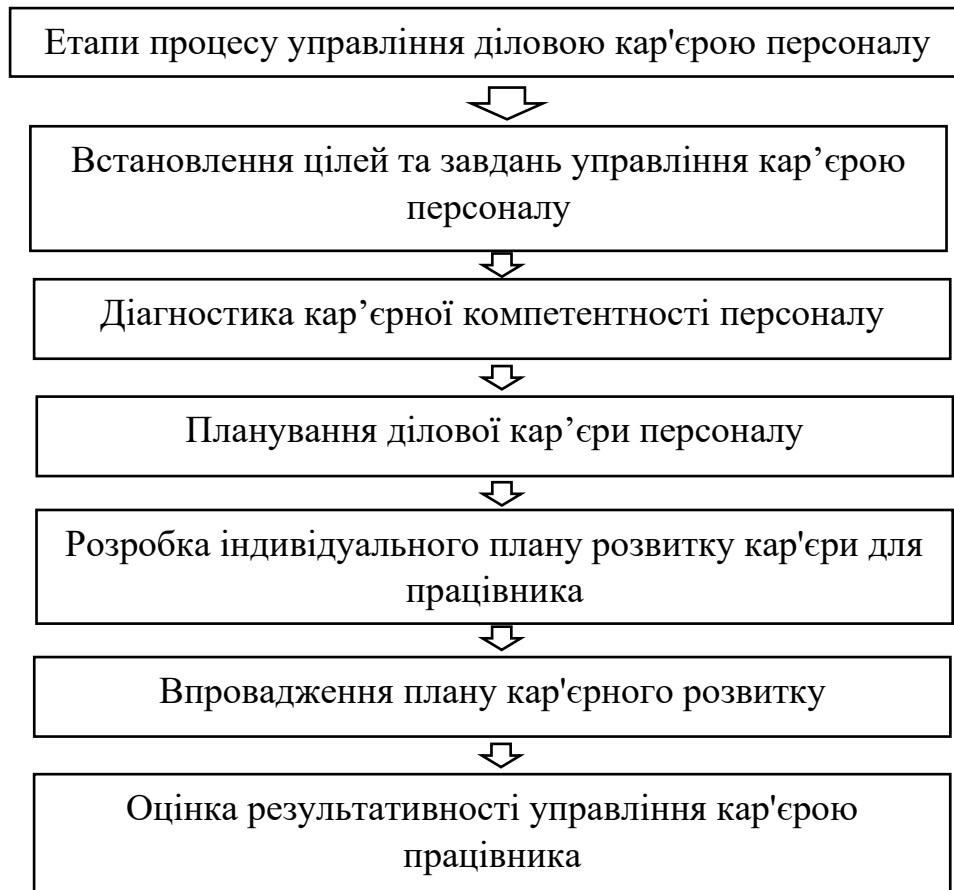 Етапи процесу управління діловою кар'єрою персоналу
Встановлення цілей та завдань управління кар’єрою
персоналу
Діагностика кар’єрної компетентності персоналу
Планування ділової кар’єри персоналу
Розробка індивідуального плану розвитку кар'єри для
працівника
Впровадження плану кар'єрного розвитку
Оцінка результативності управління кар'єрою
працівника